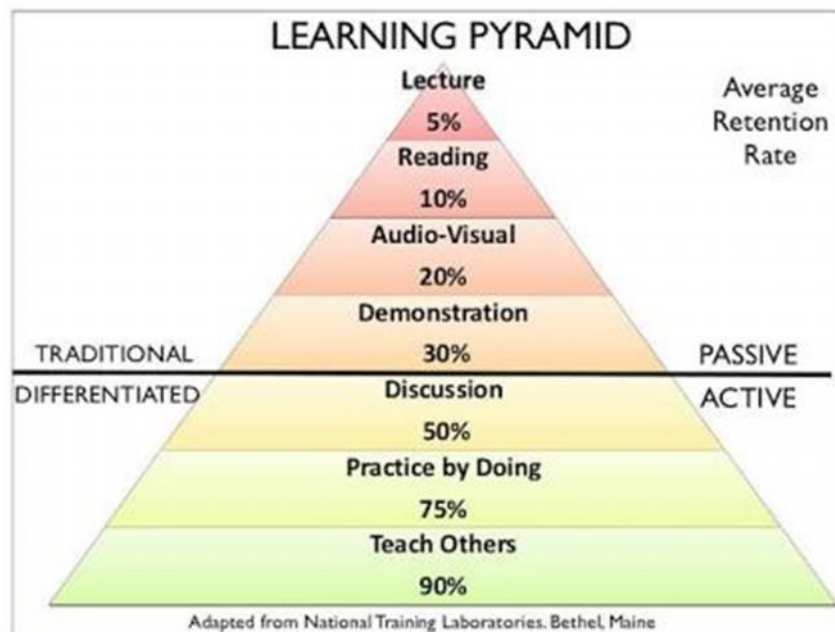 LEARNING PYRAMID
Lecture
5%
Average
Retention
Rate
Reading
10%
Audio-Visual
20%
Demonstration
30%
TRADITIONAL
PASSIVE
DIFFERENTIATED
ACTIVE
Discussion
50%
Practice by Doing
75%
Teach Others
90%
Adapted from National Training Laboratories. Bethel, Maine